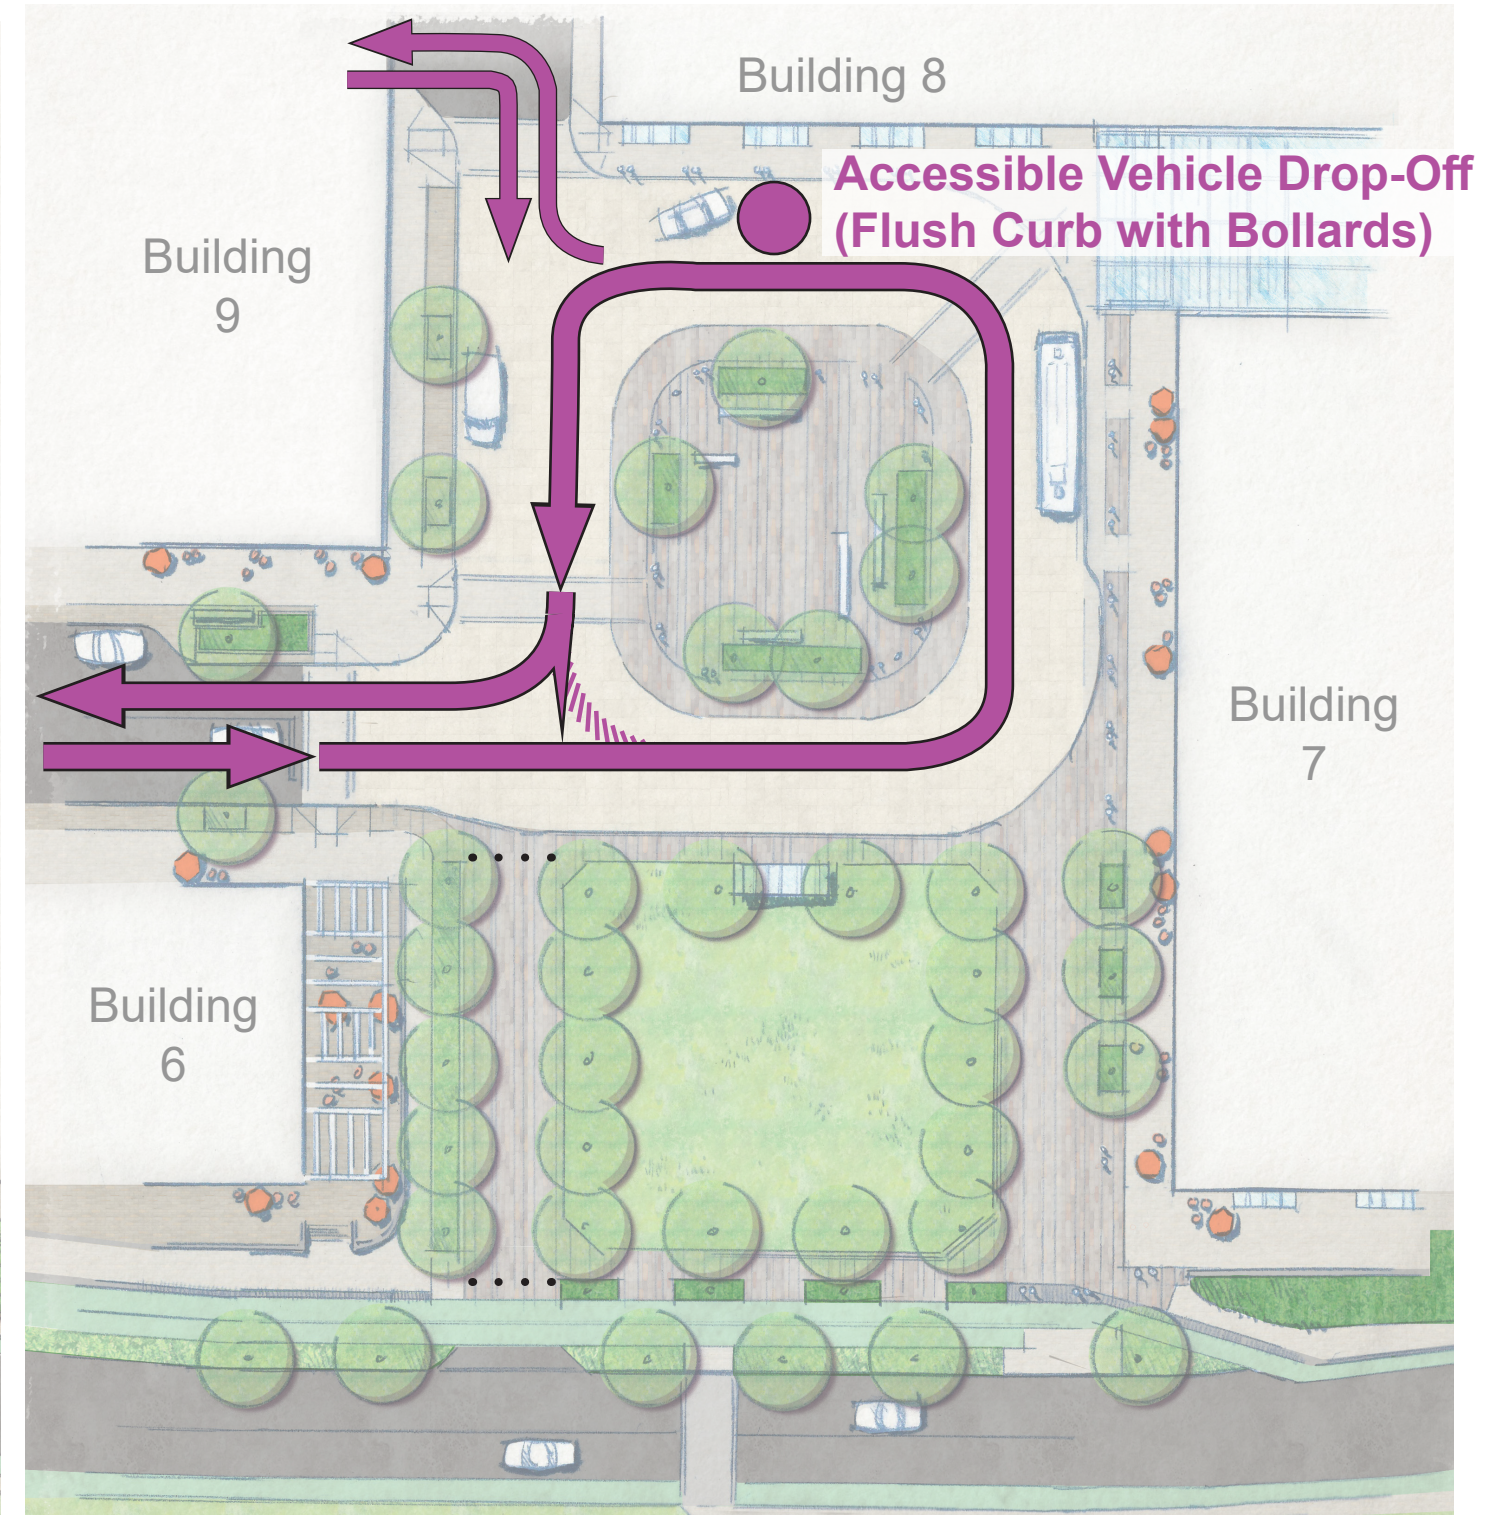 Building 8
Accessible Vehicle Drop-Off
(Flush Curb with Bollards)
Building
9
Building
7
Building
6